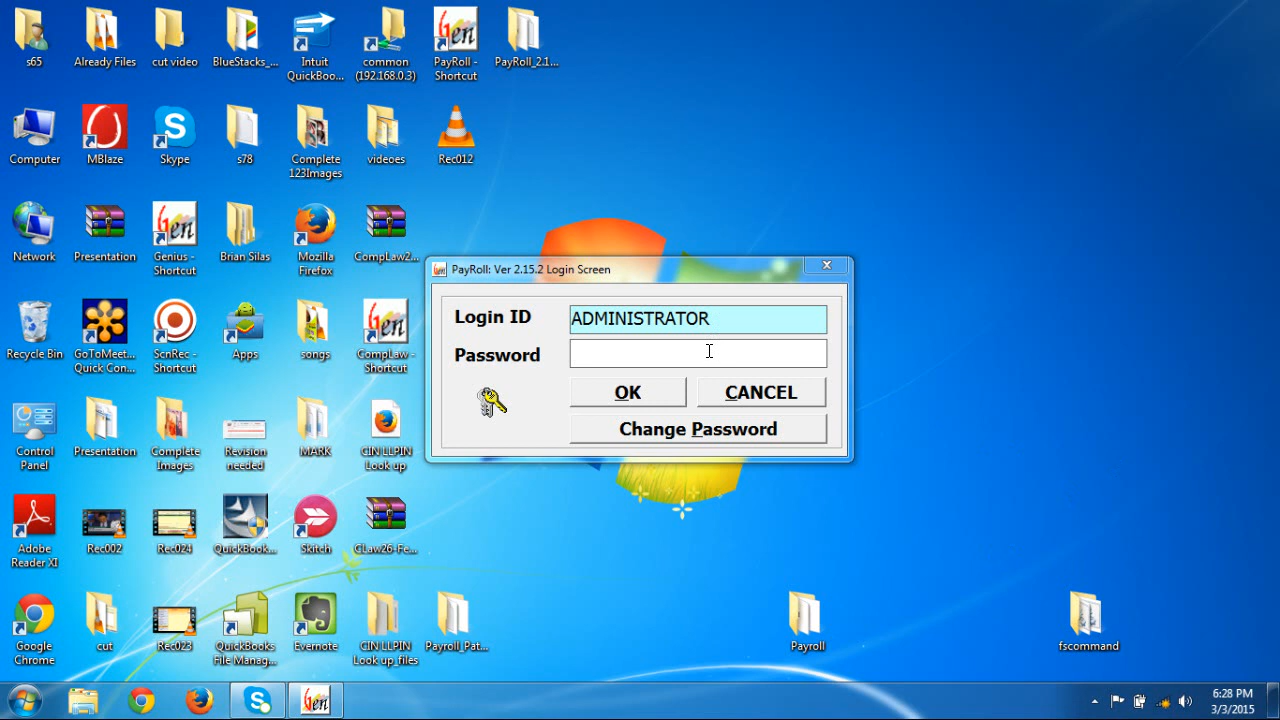 s65
Already Files
cut video
BlueStacks_...
Intuit
QuickBoo...
common
(192.168.0.3)
Gen
PayRoll -
Shortcut
PayRoll_2.1...
Computer
MBlaze
Skype
s78
Complete
123Images
videoes
Rec012
Network
Presentation
Gen
Genius -
Shortcut
Brian Silas
Mozilla
Firefox
CompLaw2...
Recycle Bin
GoToMeet...
Quick Con...
ScnRec -
Shortcut
Apps
songs
Gen
CompLaw -
Shortcut
PayRoll: Ver 2.15.2 Login Screen
Login ID
ADMINISTRATOR
Password
OK
CANCEL
Change Password
Control
Panel
Presentation
Complete
Images
Revision
needed
MARK
CIN LLPIN
Look up
Adobe
Reader XI
Rec002
Rec024
QuickBook...
Skitch
CLaw26-Fe...
Google
Chrome
cut
Rec023
QuickBooks
File Manag...
Evernote
CIN LLPIN
Look up_files
Payroll_Pat...
Payroll
fscommand
Gen
6:28 PM
3/3/2015